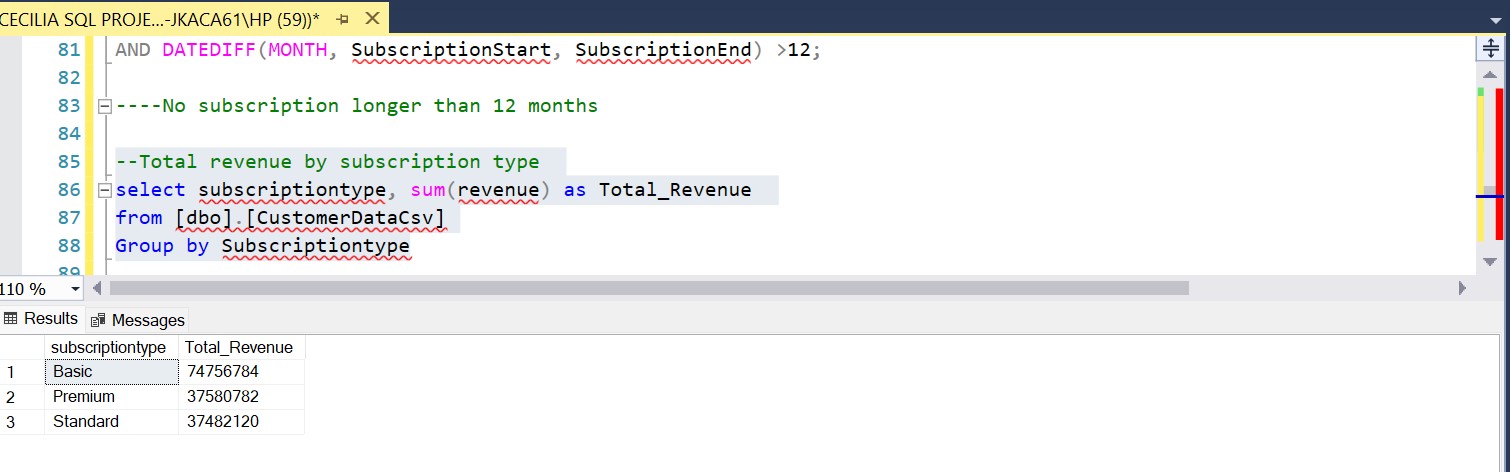 CECILIA SQL PROJE...-JKACA61\HP (59))*
81 AND DATEDIFF(MONTH, SubscriptionStart, SubscriptionEnd) >12;
82
83 ----No subscription longer than 12 months
84
85 --Total revenue by subscription type
86 select subscriptiontype, sum(revenue) as Total_Revenue
87 from [dbo].[CustomerDataCsv]
88 Group by Subscriptiontype
89
110 %
Results Messages
subscriptiontype Total_Revenue
1 Basic 74756784
2 Premium 37580782
3 Standard 37482120